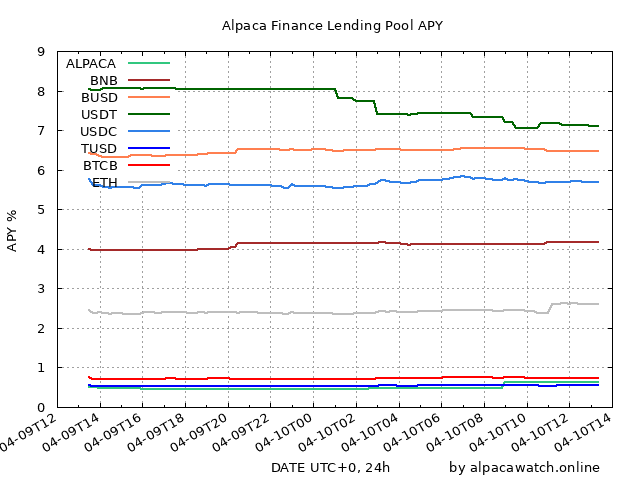 Alpaca Finance Lending Pool APY
9
8
7
6
5
4
3
2
1
0
APY %
ALPACA
BNB
BUSD
USDT
USDC
TUSD
BTCB
ETH
04-09T12
04-09T14
04-09T16
04-09T18
04-09T20
04-09T22
04-10T00
04-10T02
04-10T04
04-10T06
04-10T08
04-10T10
04-10T12
04-10T14
DATE UTC+0, 24h
by alpacawatch.online